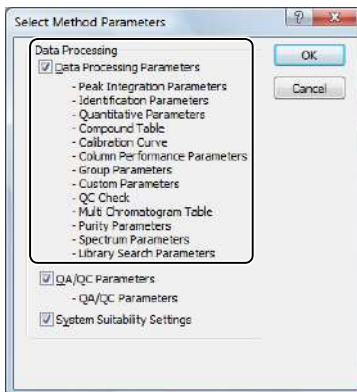 Select Method Parameters
Data Processing
Data Processing Parameters
- Peak Integration Parameters
- Identification Parameters
- Quantitative Parameters
- Compound Table
- Calibration Curve
- Column Performance Parameters
- Group Parameters
- Custom Parameters
- QC Check
- Multi Chromatogram Table
- Purity Parameters
- Spectrum Parameters
- Library Search Parameters
QA/QC Parameters
- QA/QC Parameters
System Suitability Settings
OK
Cancel